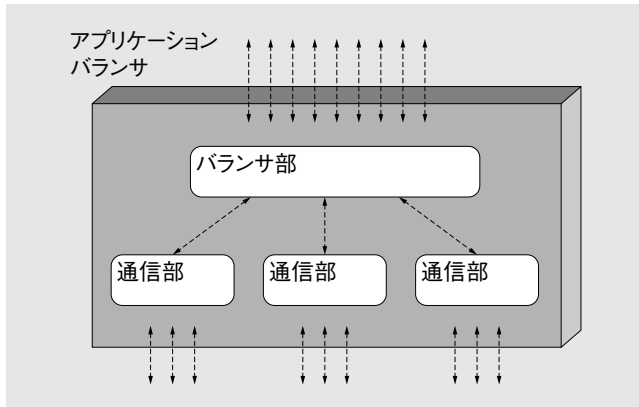 アプリケーション
バランサ
バランサ部
通信部
通信部
通信部